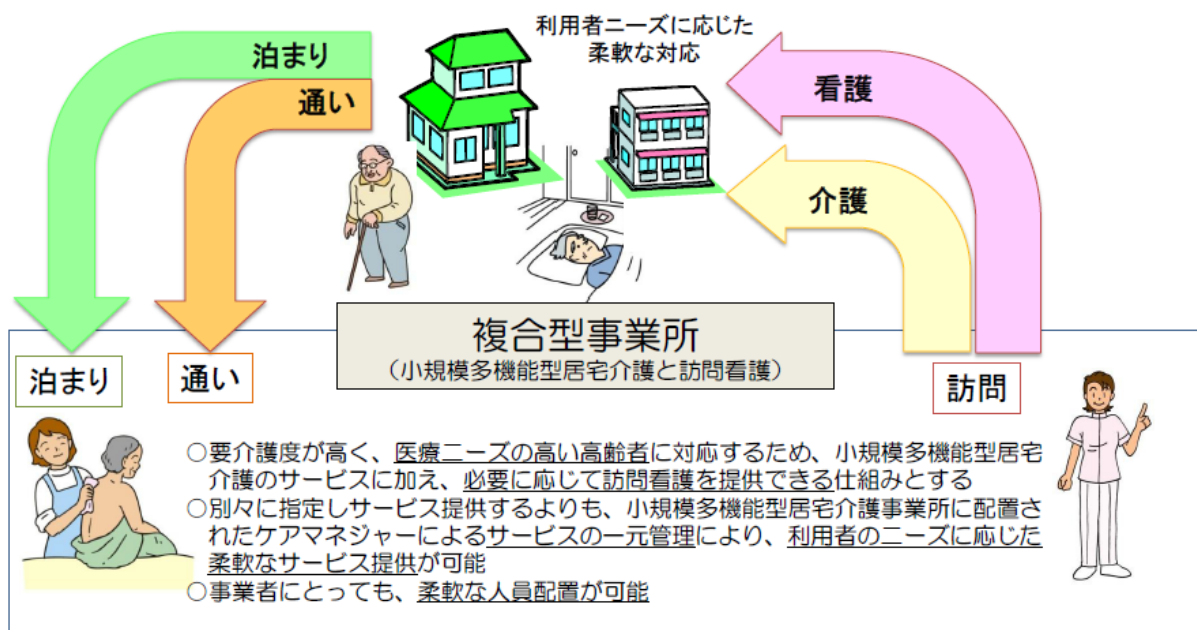 利用者ニーズに応じた
柔軟な対応
泊まり
通い
看護
介護
複合型事業所
（小規模多機能型居宅介護と訪問看護）
泊まり
通い
訪問
○要介護度が高く、医療ニーズの高い高齢者に対応するため、小規模多機能型居宅
介護のサービスに加え、必要に応じて訪問看護を提供できる仕組みとする
○別々に指定しサービス提供するよりも、小規模多機能型居宅介護事業所に配置さ
れたケアマネジャーによるサービスの一元管理により、利用者のニーズに応じた
柔軟なサービス提供が可能
○事業者にとっても、柔軟な人員配置が可能